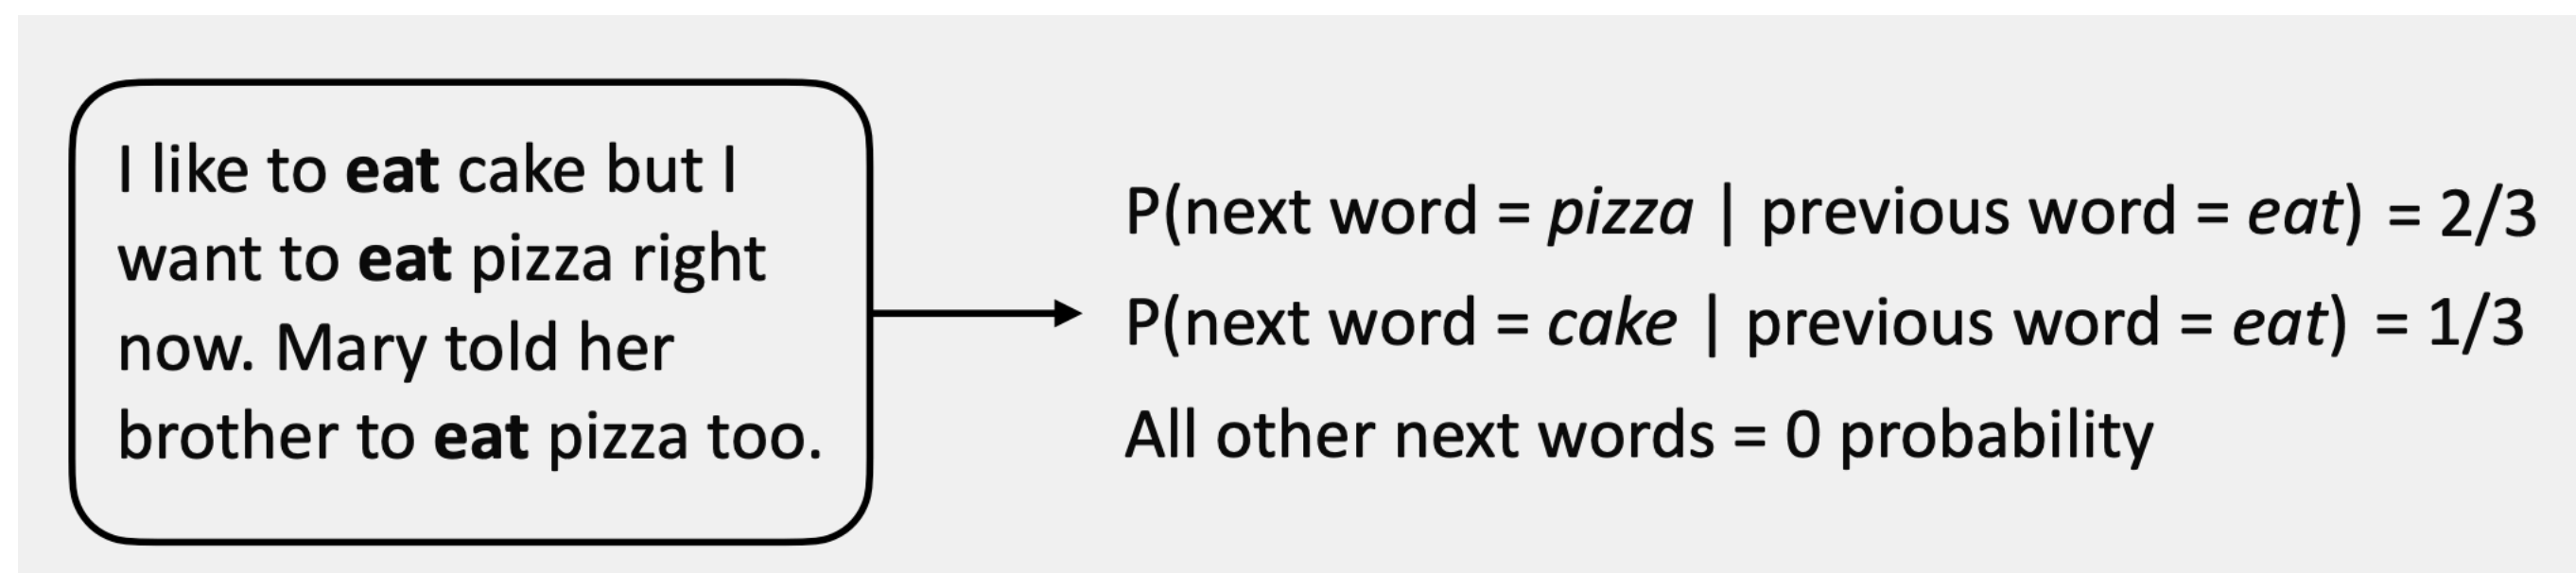 I like to eat cake but I
want to eat pizza right
now. Mary told her
brother to eat pizza too.
P(next word = pizza | previous word = eat) = 2/3
P(next word = cake | previous word = eat) = 1/3
All other next words = 0 probability